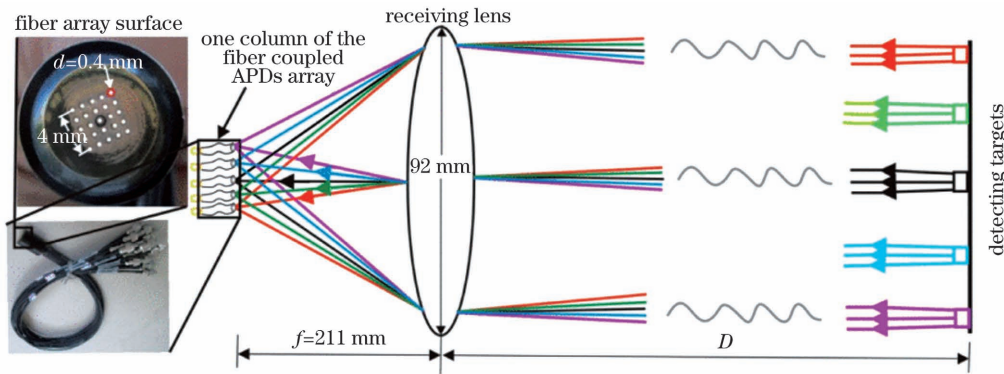 fiber array surface
d=0.4 mm
4 mm
one column of the
fiber coupled
APDs array
receiving lens
92 mm
f=211 mm
D
detecting targets